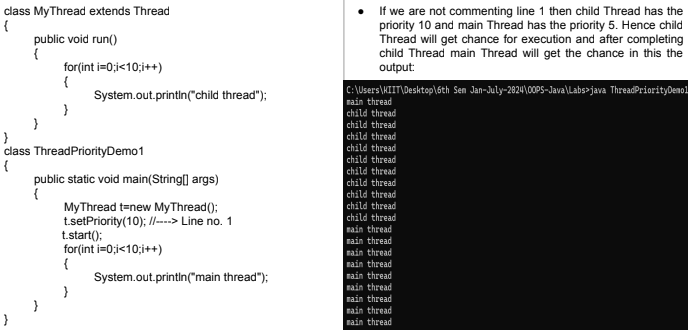 class MyThread extends Thread
{
public void run()
{
for(int i=0;i<10;i++)
{
System.out.println("child thread");
}
}
}
class ThreadPriorityDemo1
{
public static void main(String[] args)
{
MyThread t=new MyThread();
t.setPriority(10); //----> Line no. 1
t.start();
for(int i=0;i<10;i++)
{
System.out.println("main thread");
}
}
}
● If we are not commenting line 1 then child Thread has the
priority 10 and main Thread has the priority 5. Hence child
Thread will get chance for execution and after completing
child Thread main Thread will get the chance in this the
output:
C:\Users\KIIT\Desktop\6th Sem Jan-July-2024\OOPS-Java\Labs>java ThreadPriorityDemo1
main thread
child thread
child thread
child thread
child thread
child thread
child thread
child thread
child thread
child thread
child thread
main thread
main thread
main thread
main thread
main thread
main thread
main thread
main thread
main thread